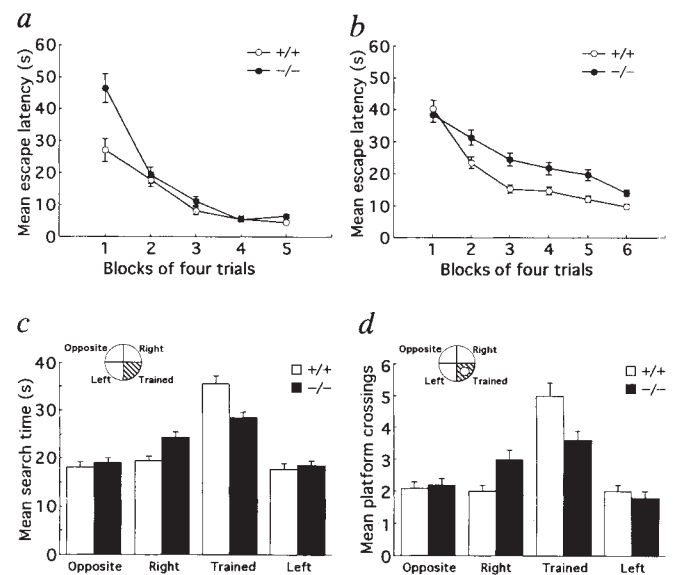 a
Mean escape latency (s)
60
50
40
30
20
10
0
+/+
−/−
1 2 3 4 5
Blocks of four trials
b
Mean escape latency (s)
60
50
40
30
20
10
0
+/+
−/−
1 2 3 4 5 6
Blocks of four trials
c
Mean search time (s)
40
30
20
10
0
Opposite Right
Left Trained
+/+
−/−
Opposite Right Trained Left
d
Mean platform crossings
6
5
4
3
2
1
0
Opposite Right
Left Trained
+/+
−/−
Opposite Right Trained Left